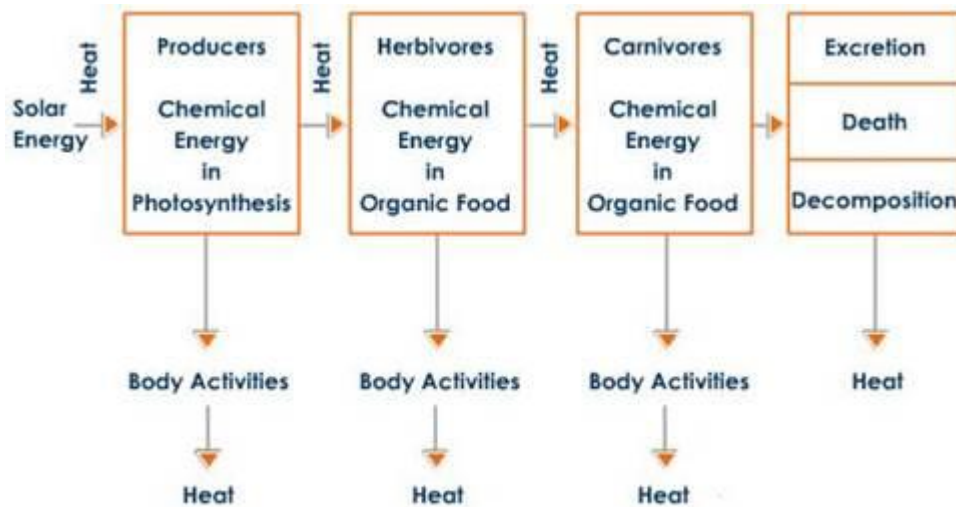 Heat
Solar
Energy
Producers
Chemical
Energy
in
Photosynthesis
Heat
Herbivores
Chemical
Energy
in
Organic Food
Heat
Carnivores
Chemical
Energy
in
Organic Food
Excretion
Death
Decomposition
Body Activities
Body Activities
Body Activities
Heat
Heat
Heat
Heat